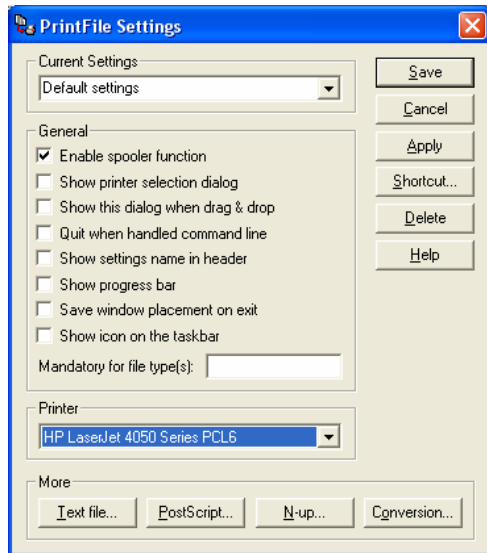 PrintFile Settings
Current Settings
Default settings
General
Enable spooler function
Show printer selection dialog
Show this dialog when drag & drop
Quit when handled command line
Show settings name in header
Show progress bar
Save window placement on exit
Show icon on the taskbar
Mandatory for file type(s):
Printer
HP LaserJet 4050 Series PCL6
More
Text file...
PostScript...
N-up...
Conversion...
Save
Cancel
Apply
Shortcut...
Delete
Help